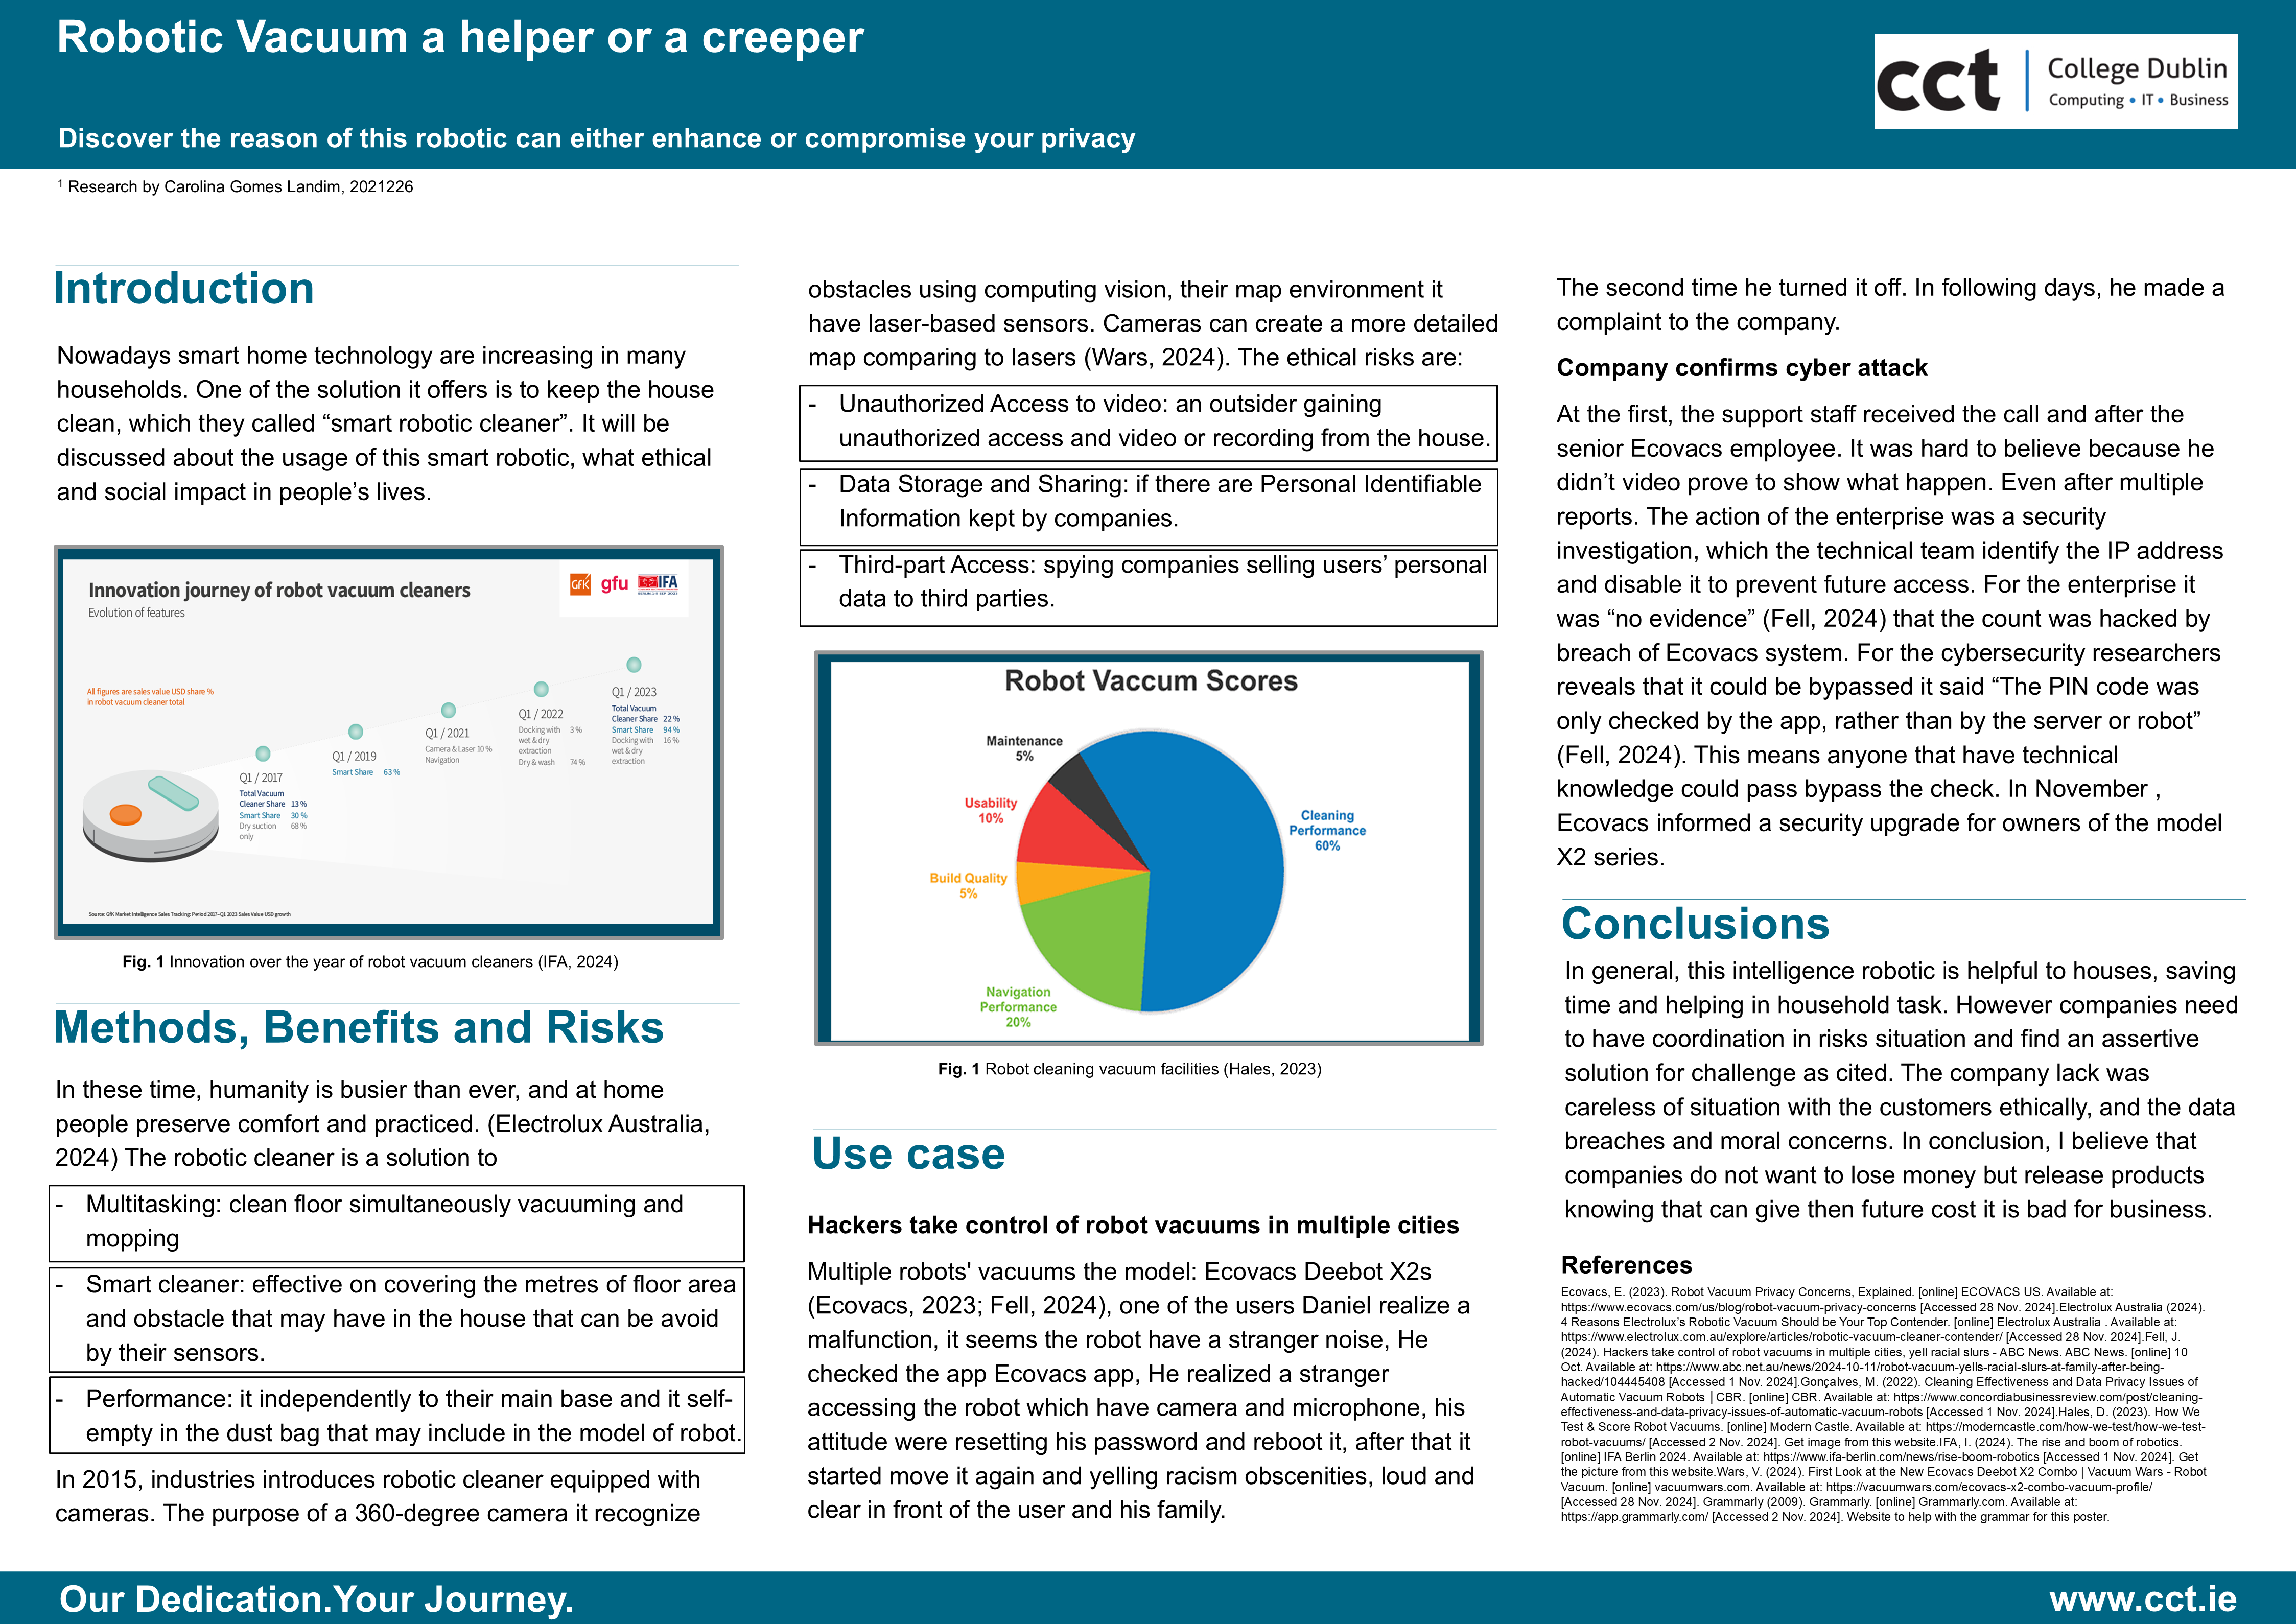 Robotic Vacuum a helper or a creeper
Discover the reason of this robotic can either enhance or compromise your privacy
cct
College Dublin
Computing • IT • Business
1 Research by Carolina Gomes Landim, 2021226
Introduction
Nowadays smart home technology are increasing in many
households. One of the solution it offers is to keep the house
clean, which they called “smart robotic cleaner”. It will be
discussed about the usage of this smart robotic, what ethical
and social impact in people’s lives.
Innovation journey of robot vacuum cleaners
Evolution of features
GfK gfu IFA
All figures are sales value USD share %
in robot vacuum cleaner total
Q1 / 2017
Total Vacuum
Cleaner Share 13 %
Smart Share 30 %
Dry suction 68 %
only
Q1 / 2019
Smart Share 63 %
Q1 / 2021
Camera & Laser 10 %
Navigation
Q1 / 2022
Docking with 3 %
wet & dry
extraction
Dry & wash 74 %
Q1 / 2023
Total Vacuum
Cleaner Share 22 %
Smart Share 94 %
Docking with 16 %
wet & dry
extraction
Source: GfK Market Intelligence Sales Tracking: Period 2017–Q1 2023 Sales Value USD growth
Fig. 1 Innovation over the year of robot vacuum cleaners (IFA, 2024)
Methods, Benefits and Risks
In these time, humanity is busier than ever, and at home
people preserve comfort and practiced. (Electrolux Australia,
2024) The robotic cleaner is a solution to
- Multitasking: clean floor simultaneously vacuuming and
mopping
- Smart cleaner: effective on covering the metres of floor area
and obstacle that may have in the house that can be avoid
by their sensors.
- Performance: it independently to their main base and it self-
empty in the dust bag that may include in the model of robot.
In 2015, industries introduces robotic cleaner equipped with
cameras. The purpose of a 360-degree camera it recognize
obstacles using computing vision, their map environment it
have laser-based sensors. Cameras can create a more detailed
map comparing to lasers (Wars, 2024). The ethical risks are:
- Unauthorized Access to video: an outsider gaining
unauthorized access and video or recording from the house.
- Data Storage and Sharing: if there are Personal Identifiable
Information kept by companies.
- Third-part Access: spying companies selling users’ personal
data to third parties.
Robot Vaccum Scores
Maintenance
5%
Usability
10%
Build Quality
5%
Navigation
Performance
20%
Cleaning
Performance
60%
Fig. 1 Robot cleaning vacuum facilities (Hales, 2023)
Use case
Hackers take control of robot vacuums in multiple cities
Multiple robots' vacuums the model: Ecovacs Deebot X2s
(Ecovacs, 2023; Fell, 2024), one of the users Daniel realize a
malfunction, it seems the robot have a stranger noise, He
checked the app Ecovacs app, He realized a stranger
accessing the robot which have camera and microphone, his
attitude were resetting his password and reboot it, after that it
started move it again and yelling racism obscenities, loud and
clear in front of the user and his family.
The second time he turned it off. In following days, he made a
complaint to the company.
Company confirms cyber attack
At the first, the support staff received the call and after the
senior Ecovacs employee. It was hard to believe because he
didn’t video prove to show what happen. Even after multiple
reports. The action of the enterprise was a security
investigation, which the technical team identify the IP address
and disable it to prevent future access. For the enterprise it
was “no evidence” (Fell, 2024) that the count was hacked by
breach of Ecovacs system. For the cybersecurity researchers
reveals that it could be bypassed it said “The PIN code was
only checked by the app, rather than by the server or robot”
(Fell, 2024). This means anyone that have technical
knowledge could pass bypass the check. In November ,
Ecovacs informed a security upgrade for owners of the model
X2 series.
Conclusions
In general, this intelligence robotic is helpful to houses, saving
time and helping in household task. However companies need
to have coordination in risks situation and find an assertive
solution for challenge as cited. The company lack was
careless of situation with the customers ethically, and the data
breaches and moral concerns. In conclusion, I believe that
companies do not want to lose money but release products
knowing that can give then future cost it is bad for business.
References
Ecovacs, E. (2023). Robot Vacuum Privacy Concerns, Explained. [online] ECOVACS US. Available at:
https://www.ecovacs.com/us/blog/robot-vacuum-privacy-concerns [Accessed 28 Nov. 2024].Electrolux Australia (2024).
4 Reasons Electrolux’s Robotic Vacuum Should be Your Top Contender. [online] Electrolux Australia . Available at:
https://www.electrolux.com.au/explore/articles/robotic-vacuum-cleaner-contender/ [Accessed 28 Nov. 2024].Fell, J.
(2024). Hackers take control of robot vacuums in multiple cities, yell racial slurs - ABC News. ABC News. [online] 10
Oct. Available at: https://www.abc.net.au/news/2024-10-11/robot-vacuum-yells-racial-slurs-at-family-after-being-
hacked/104445408 [Accessed 1 Nov. 2024].Gonçalves, M. (2022). Cleaning Effectiveness and Data Privacy Issues of
Automatic Vacuum Robots | CBR. [online] CBR. Available at: https://www.concordiabusinessreview.com/post/cleaning-
effectiveness-and-data-privacy-issues-of-automatic-vacuum-robots [Accessed 1 Nov. 2024].Hales, D. (2023). How We
Test & Score Robot Vacuums. [online] Modern Castle. Available at: https://moderncastle.com/how-we-test/how-we-test-
robot-vacuums/ [Accessed 2 Nov. 2024]. Get image from this website.IFA, I. (2024). The rise and boom of robotics.
[online] IFA Berlin 2024. Available at: https://www.ifa-berlin.com/news/rise-boom-robotics [Accessed 1 Nov. 2024]. Get
the picture from this website.Wars, V. (2024). First Look at the New Ecovacs Deebot X2 Combo | Vacuum Wars - Robot
Vacuum. [online] vacuumwars.com. Available at: https://vacuumwars.com/ecovacs-x2-combo-vacuum-profile/
[Accessed 28 Nov. 2024]. Grammarly (2009). Grammarly. [online] Grammarly.com. Available at:
https://app.grammarly.com/ [Accessed 2 Nov. 2024]. Website to help with the grammar for this poster.
Our Dedication.Your Journey.
www.cct.ie